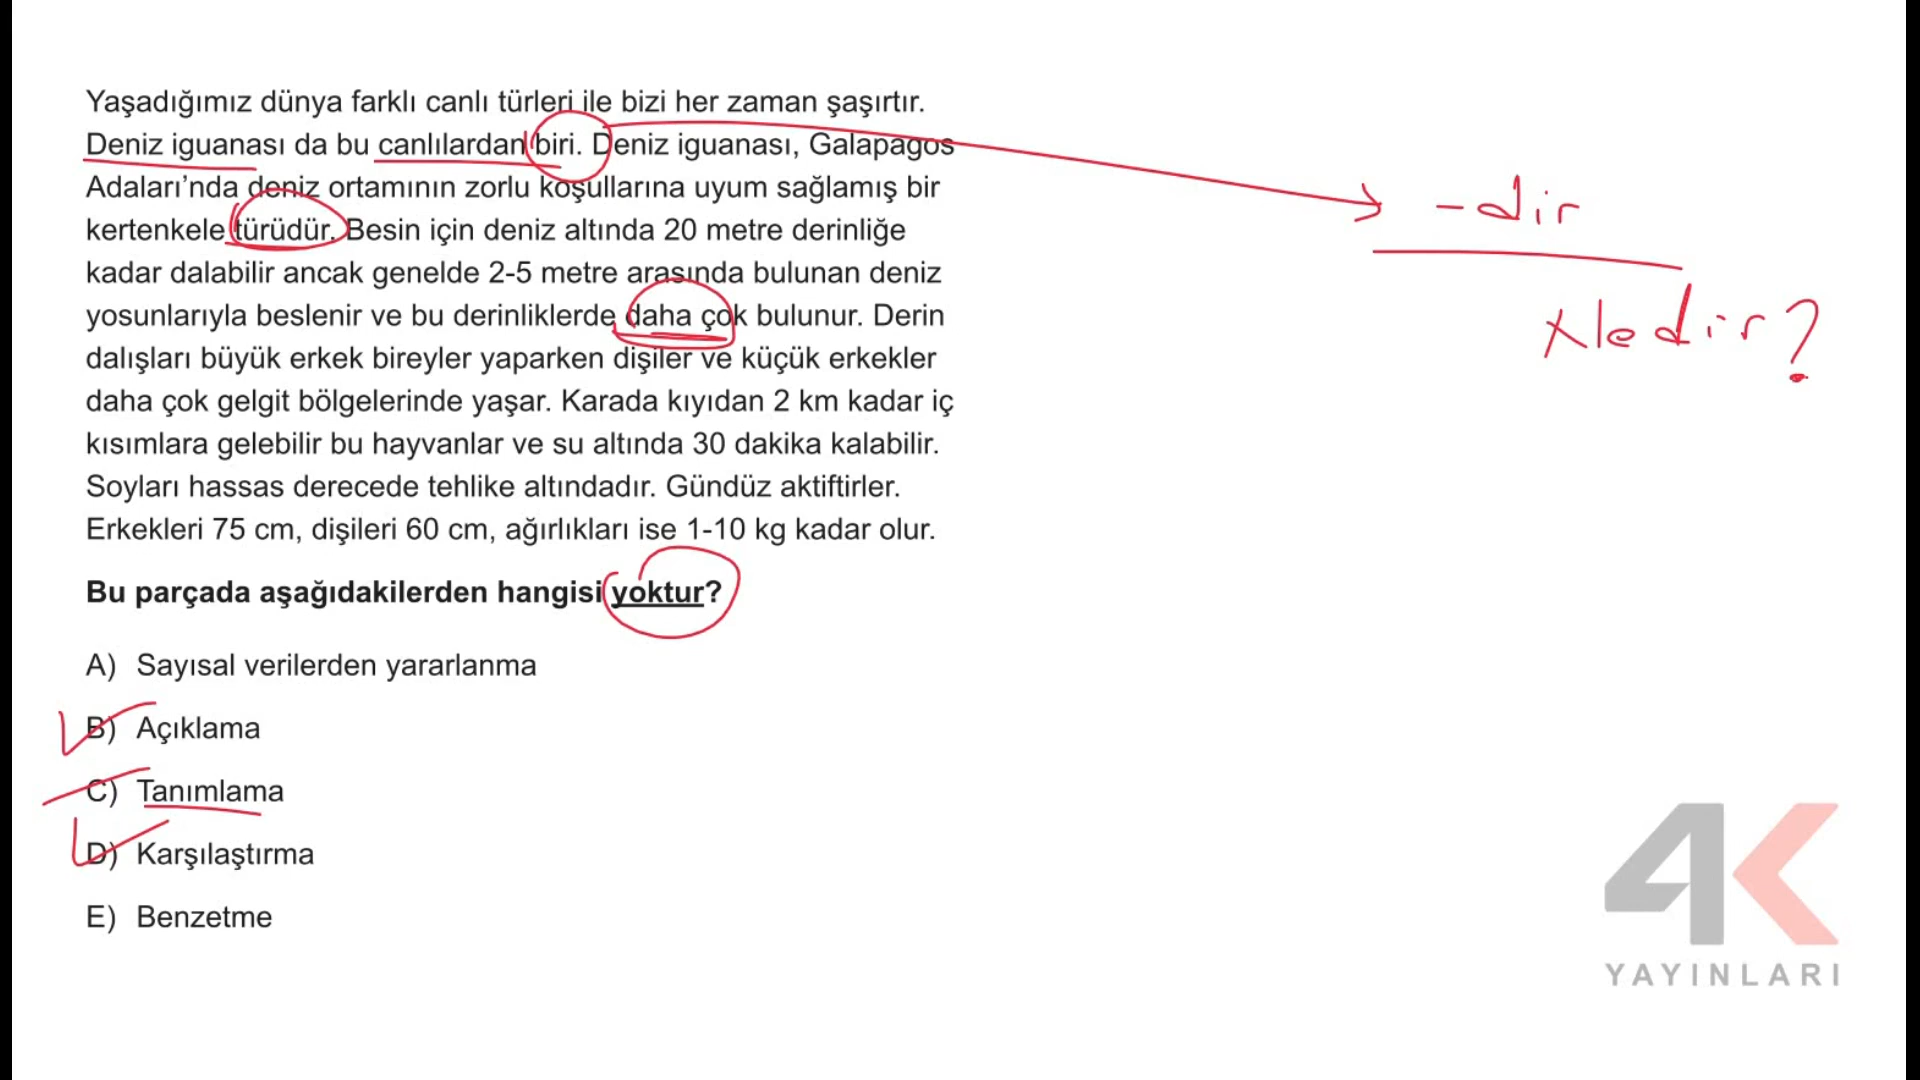 Yaşadığımız dünya farklı canlı türleri ile bizi her zaman şaşırtır.
Deniz iguanası da bu canlılardan biri. Deniz iguanası, Galapagos
Adaları’nda deniz ortamının zorlu koşullarına uyum sağlamış bir
kertenkele türüdür. Besin için deniz altında 20 metre derinliğe
kadar dalabilir ancak genelde 2-5 metre arasında bulunan deniz
yosunlarıyla beslenir ve bu derinliklerde daha çok bulunur. Derin
dalışları büyük erkek bireyler yaparken dişiler ve küçük erkekler
daha çok gelgit bölgelerinde yaşar. Karada kıyıdan 2 km kadar iç
kısımlara gelebilir bu hayvanlar ve su altında 30 dakika kalabilir.
Soyları hassas derecede tehlike altındadır. Gündüz aktiftirler.
Erkekleri 75 cm, dişileri 60 cm, ağırlıkları ise 1-10 kg kadar olur.
Bu parçada aşağıdakilerden hangisi yoktur?
A) Sayısal verilerden yararlanma
B) Açıklama
C) Tanımlama
D) Karşılaştırma
E) Benzetme
-dir
Nedir?
4K
YAYINLARI